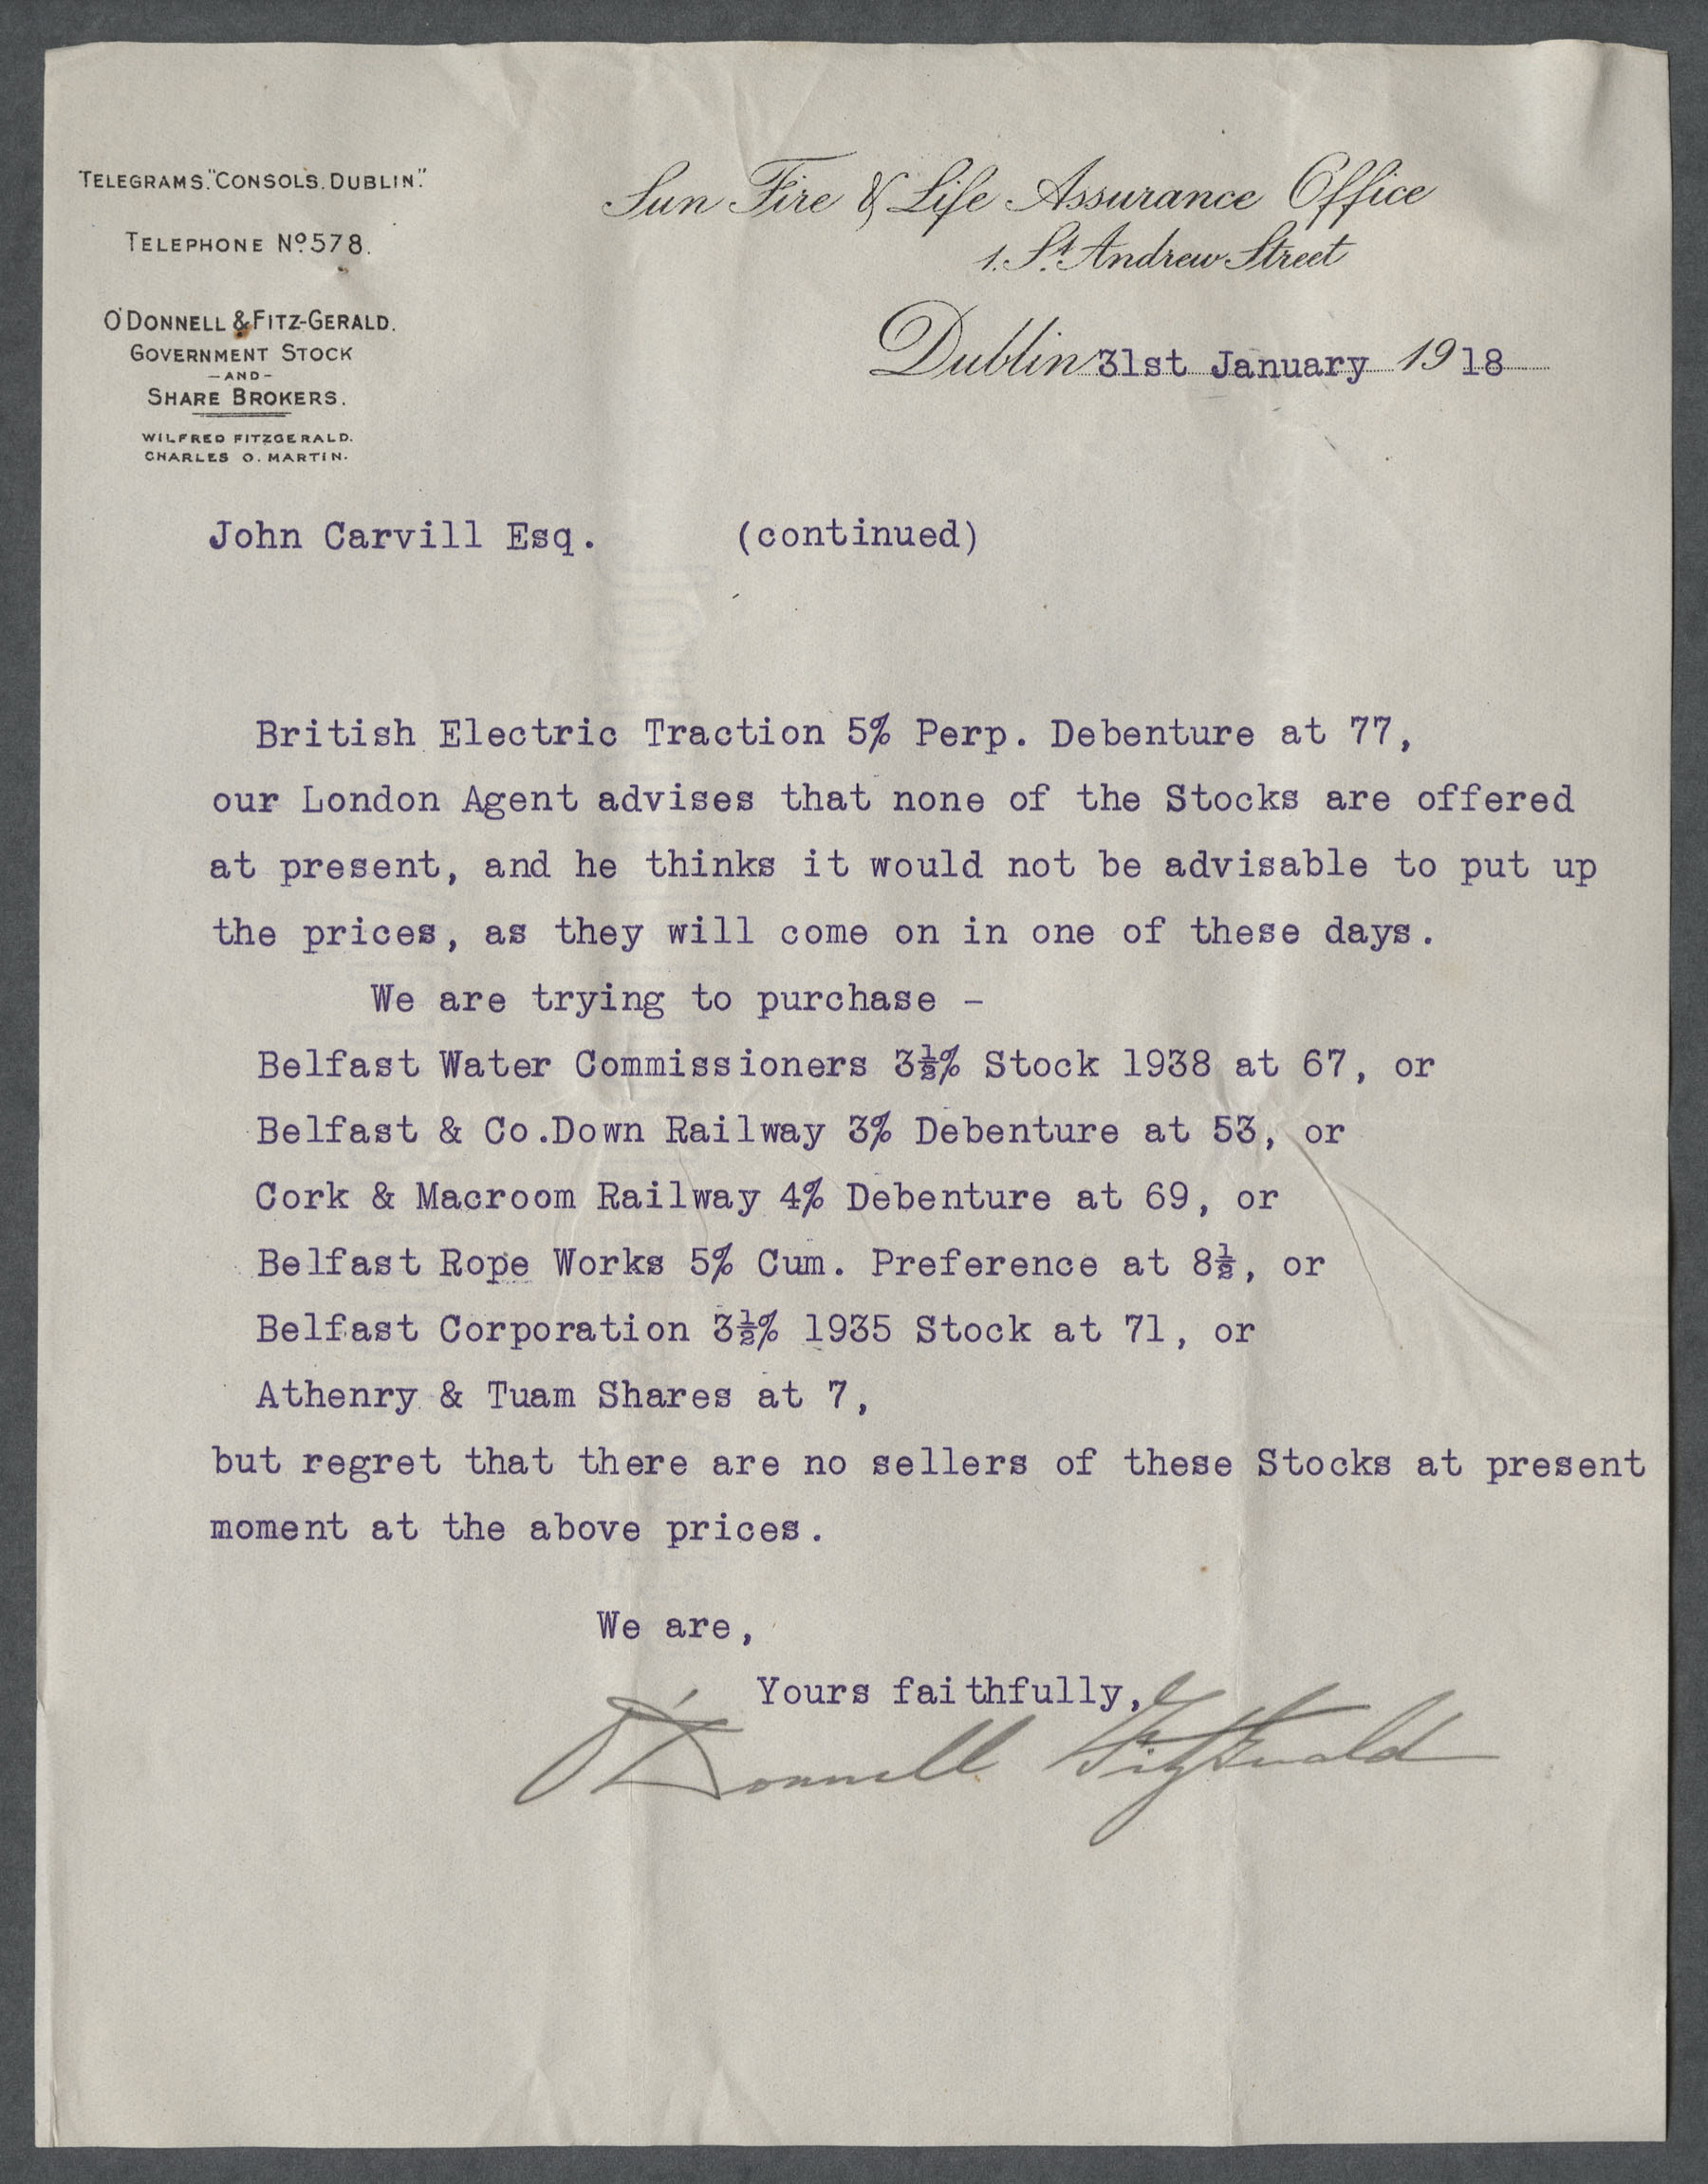 TELEGRAMS. "CONSOLS. DUBLIN."
TELEPHONE No. 578.
O'DONNELL & FITZ-GERALD.
GOVERNMENT STOCK
— AND —
SHARE BROKERS.
WILFRED FITZGERALD.
CHARLES O. MARTIN.
Sun Fire & Life Assurance Office
1. St. Andrew Street
Dublin 31st January 1918
John Carvill Esq. (continued)
British Electric Traction 5% Perp. Debenture at 77,
our London Agent advises that none of the Stocks are offered
at present, and he thinks it would not be advisable to put up
the prices, as they will come on in one of these days.
We are trying to purchase -
Belfast Water Commissioners 3½% Stock 1938 at 67, or
Belfast & Co.Down Railway 3% Debenture at 53, or
Cork & Macroom Railway 4% Debenture at 69, or
Belfast Rope Works 5% Cum. Preference at 8½, or
Belfast Corporation 3½% 1935 Stock at 71, or
Athenry & Tuam Shares at 7,
but regret that there are no sellers of these Stocks at present
moment at the above prices.
We are,
Yours faithfully,
O'Donnell Fitzgerald